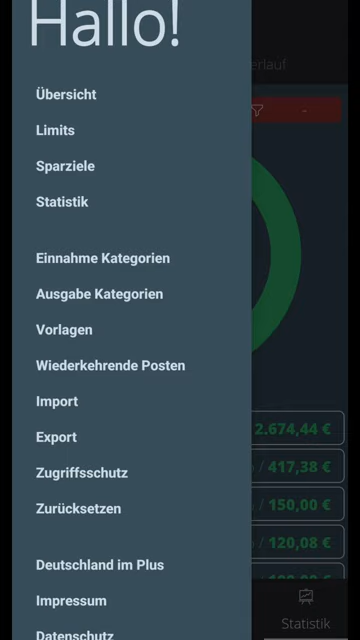 Hallo!
erlauf
Übersicht
-
Limits
Sparziele
Statistik
Einnahme Kategorien
Ausgabe Kategorien
Vorlagen
Wiederkehrende Posten
Import
2.674,44 €
Export
/ 417,38 €
Zugriffsschutz
/ 150,00 €
Zurücksetzen
/ 120,08 €
Deutschland im Plus
Impressum
Statistik
Datenschutz